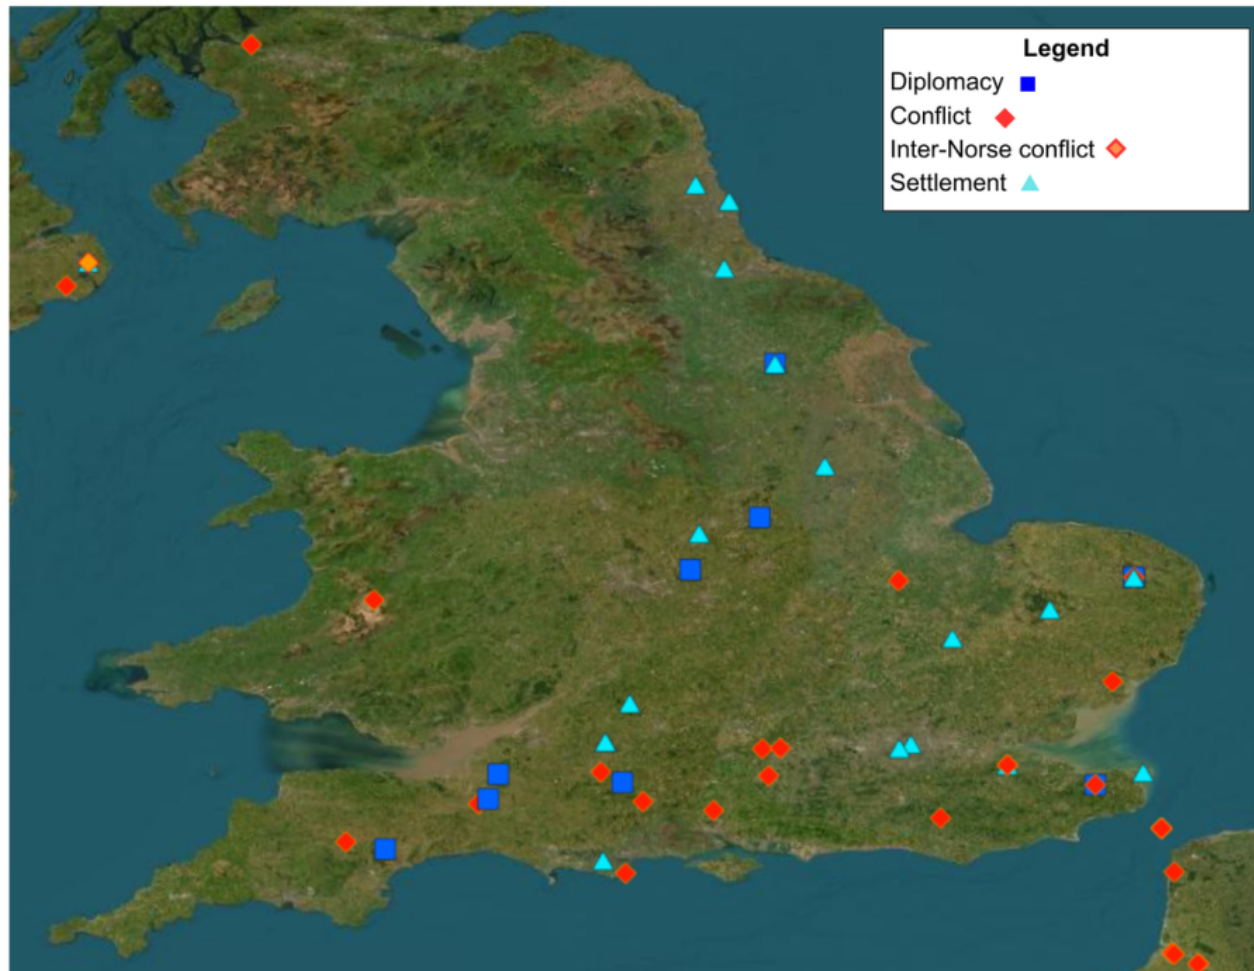 Legend
Diplomacy
Conflict
Inter-Norse conflict
Settlement